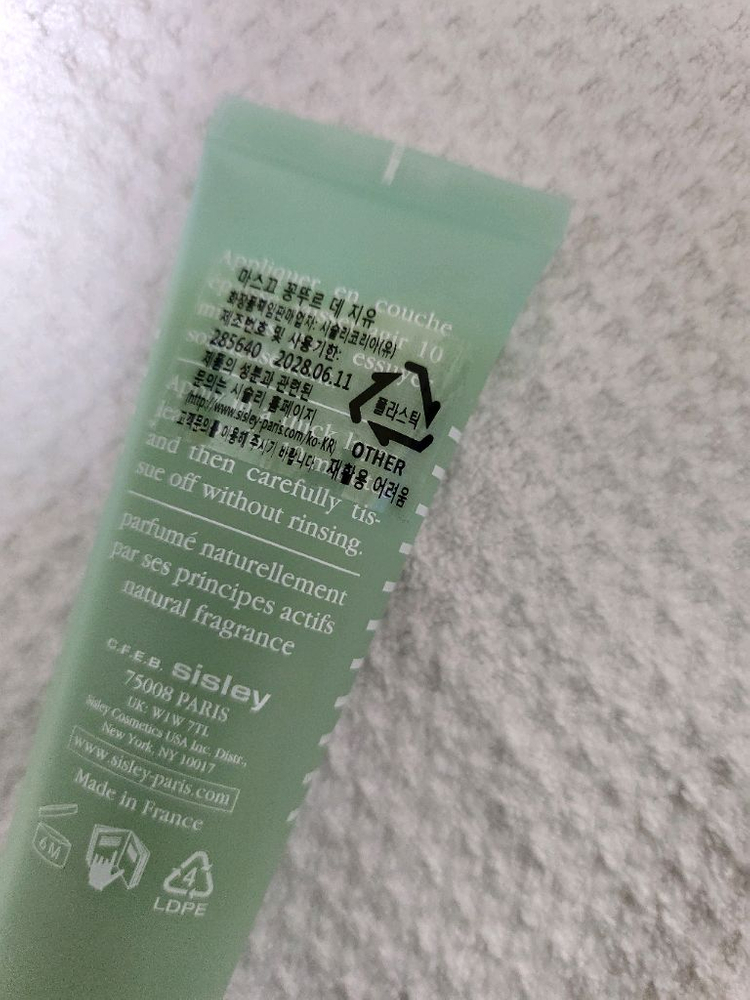 Appliquer en couche
10
essuyer
마스끄 꽁뚜르 데 지유
화장품책임판매업자: 시슬리코리아(유)
제조번호 및 사용기한:
285640 2028.06.11
제품의 성분과 관련된
문의는 시슬리 홈페이지
(http://www.sisley-paris.com/ko-KR)
고객문의를 이용해 주시기 바랍니다
플라스틱
OTHER
재활용 어려움
and then carefully tis-
sue off without rinsing.
parfumé naturellement
par ses principes actifs
natural fragrance
C.F.E.B. sisley
75008 PARIS
UK: W1W 7TL
Sisley Cosmetics USA Inc. Distr.,
New York, NY 10017
www.sisley-paris.com
Made in France
6M
4
LDPE